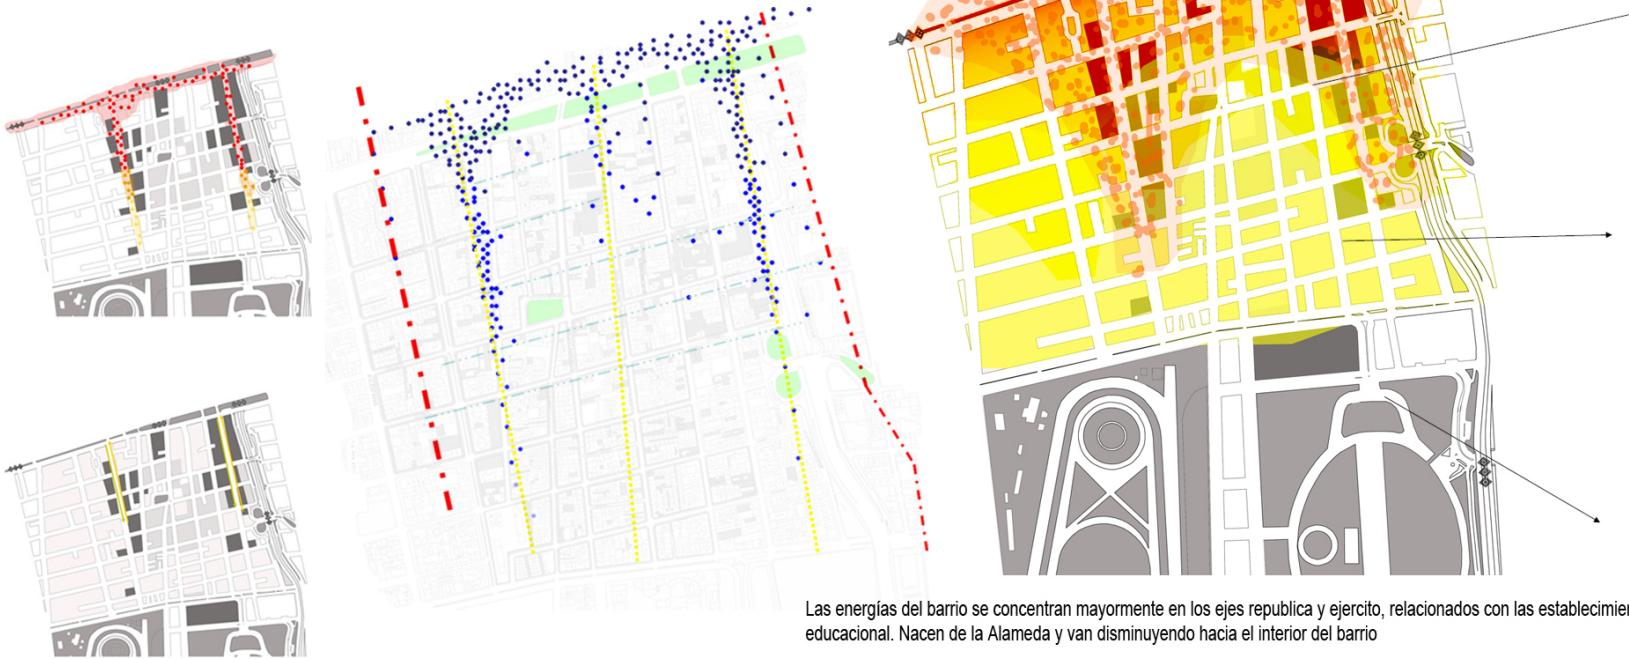 Las energías del barrio se concentran mayormente en los ejes republica y ejercito, relacionados con las
educacional. Nacen de la Alameda y van disminuyendo hacia el interior del barrio